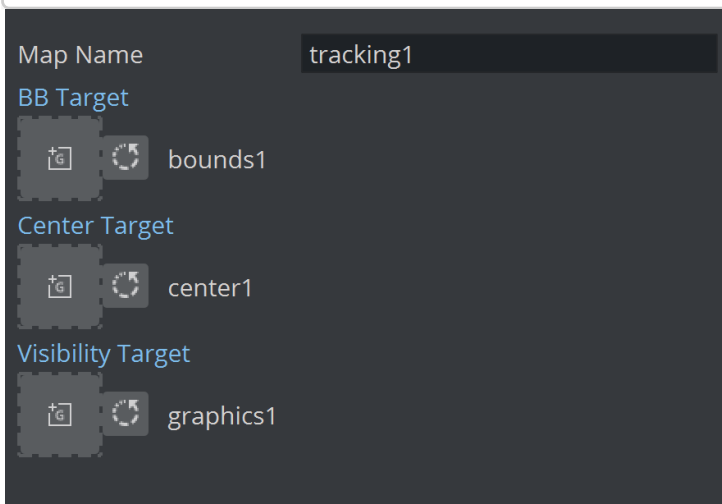 Map Name tracking1
BB Target
G bounds1
Center Target
G center1
Visibility Target
G graphics1